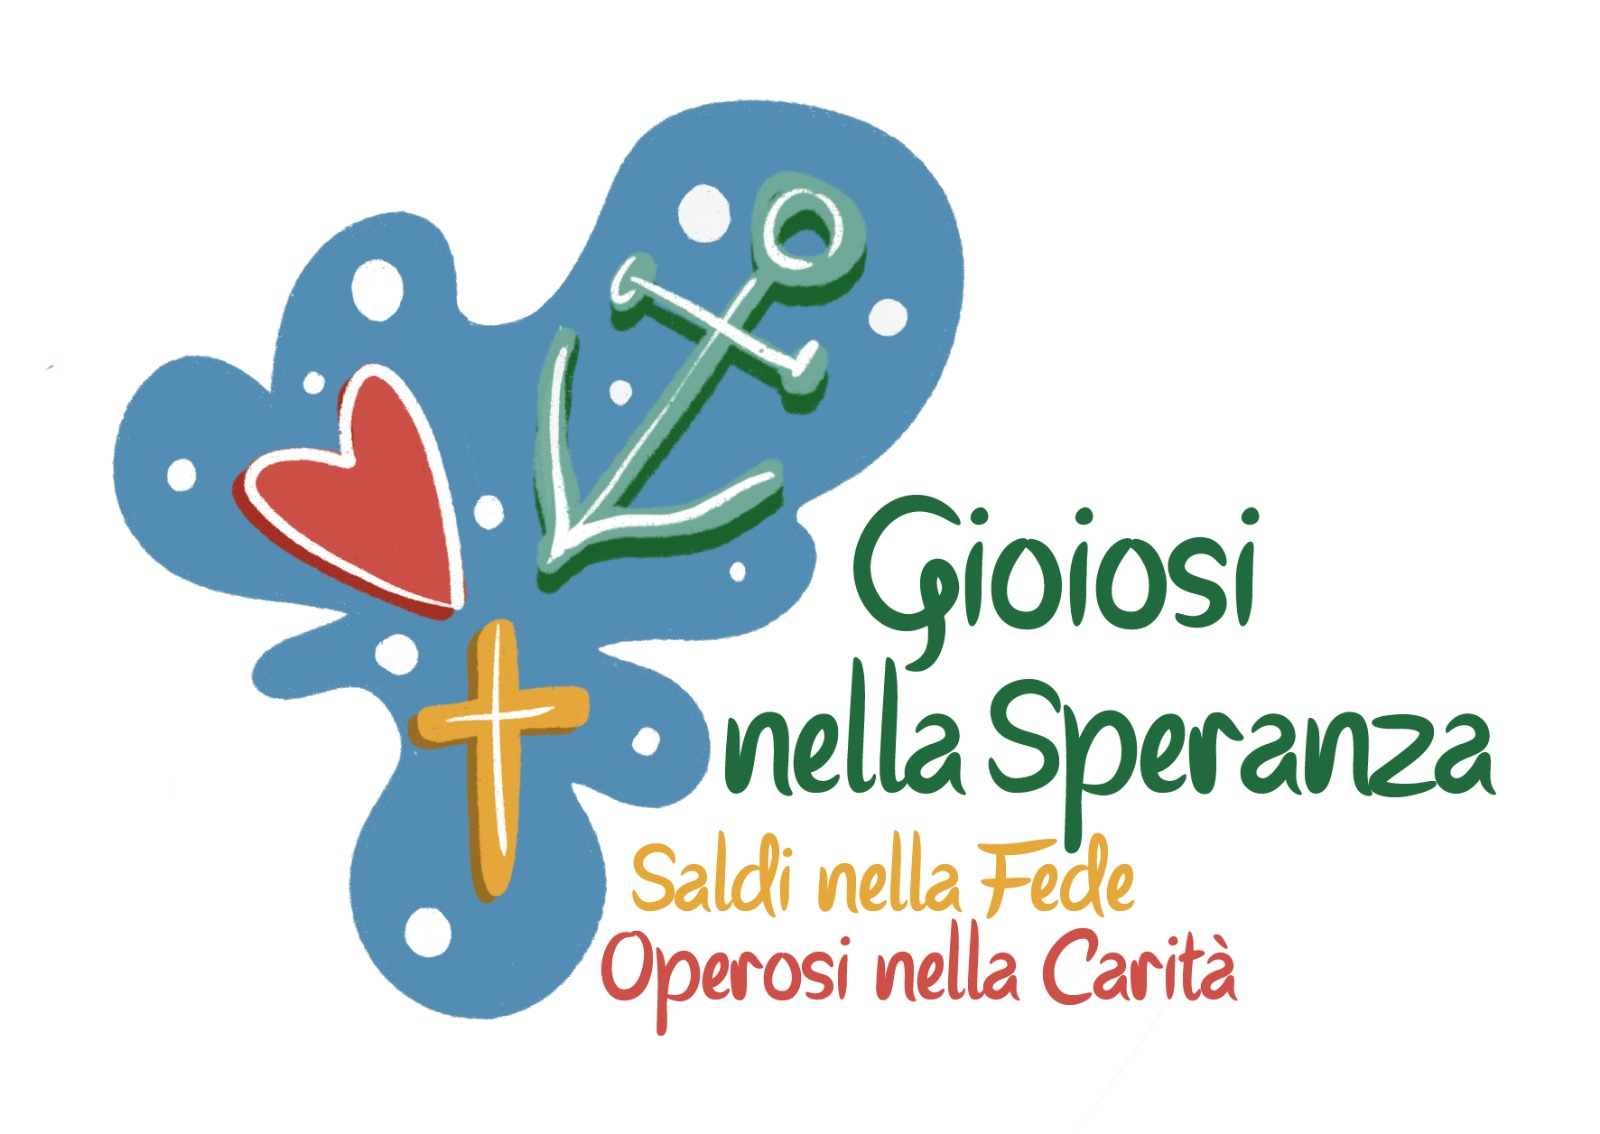 Gioiosi
nella Speranza
Saldi nella Fede
Operosi nella Carità